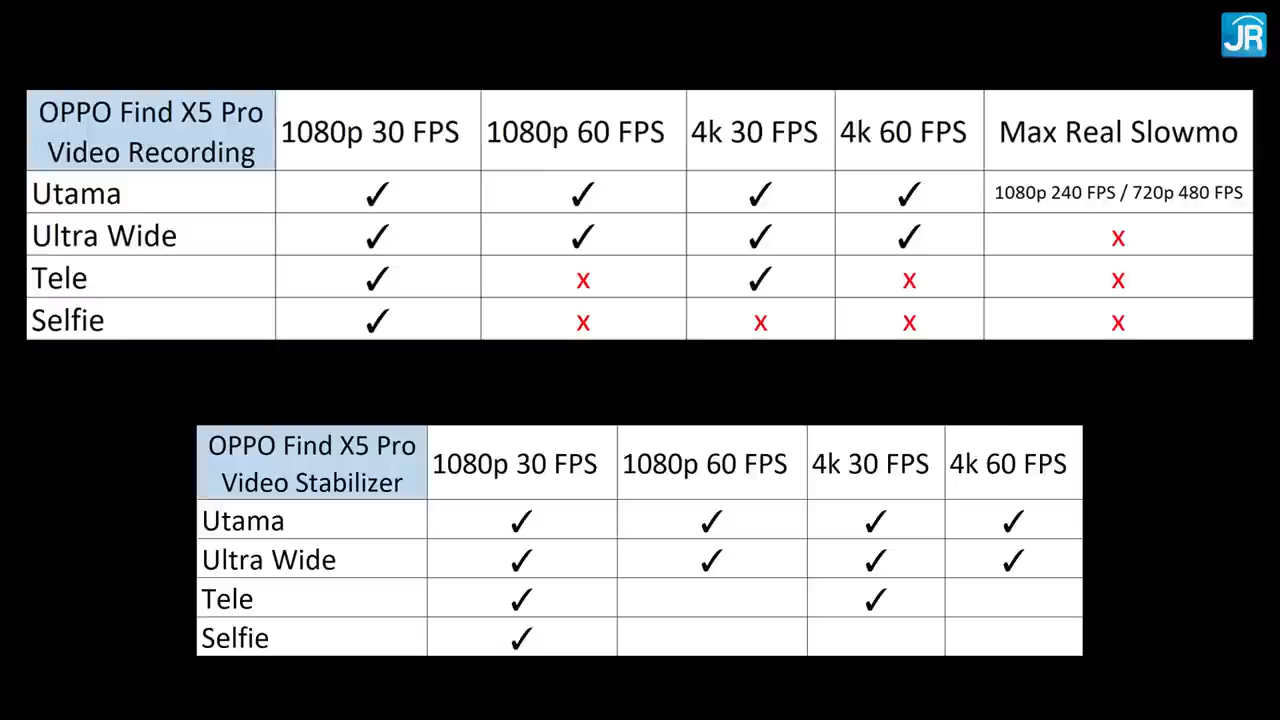 JR
OPPO Find X5 Pro
Video Recording
1080p 30 FPS
1080p 60 FPS
4k 30 FPS
4k 60 FPS
Max Real Slowmo
Utama ✓ ✓ ✓ ✓ 1080p 240 FPS / 720p 480 FPS
Ultra Wide ✓ ✓ ✓ ✓ x
Tele ✓ x ✓ x x
Selfie ✓ x x x x
OPPO Find X5 Pro
Video Stabilizer
1080p 30 FPS
1080p 60 FPS
4k 30 FPS
4k 60 FPS
Utama ✓ ✓ ✓ ✓
Ultra Wide ✓ ✓ ✓ ✓
Tele ✓ ✓
Selfie ✓